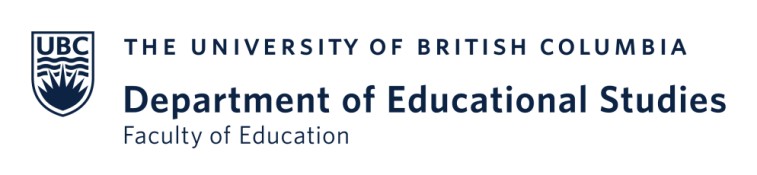 UBC
THE UNIVERSITY OF BRITISH COLUMBIA
Department of Educational Studies
Faculty of Education